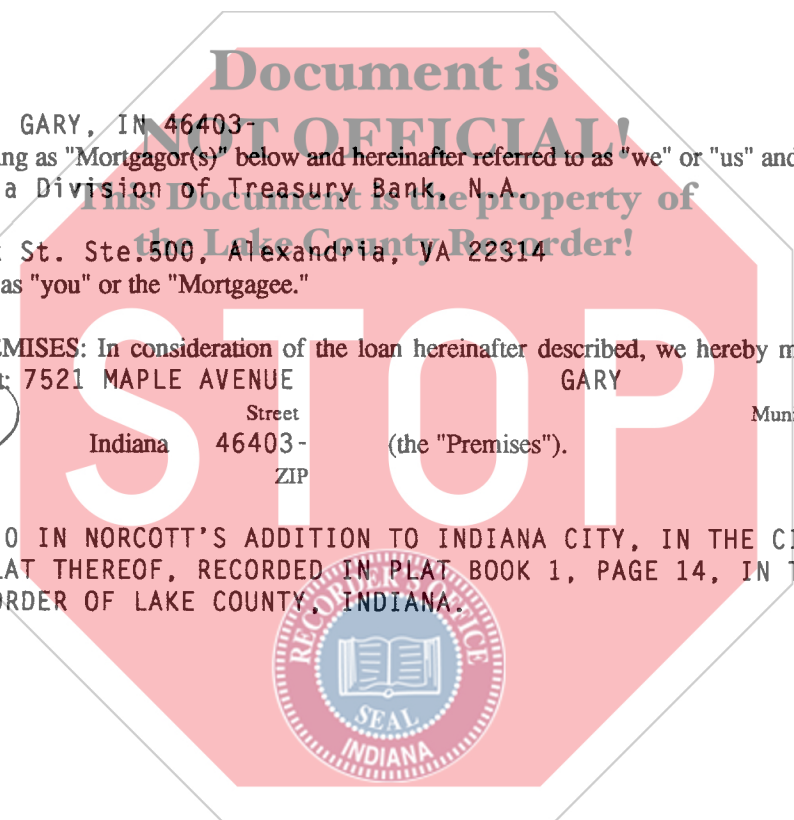 Document is
GARY, IN 46403-
NOT OFFICIAL!
ng as "Mortgagor(s)" below and hereinafter referred to as "we" or "us" and
a Division of Treasury Bank, N.A.
This Document is the property of
St. Ste.500, Alexandria, VA 22314
the Lake County Recorder!
as "you" or the "Mortgagee."
EMISES: In consideration of the loan hereinafter described, we hereby m
t: 7521 MAPLE AVENUE GARY
Street Mun
Indiana 46403- (the "Premises").
ZIP
STOP
0 IN NORCOTT'S ADDITION TO INDIANA CITY, IN THE CI
LAT THEREOF, RECORDED IN PLAT BOOK 1, PAGE 14, IN T
ORDER OF LAKE COUNTY, INDIANA.
RECORDER'S OFFICE
SEAL
INDIANA